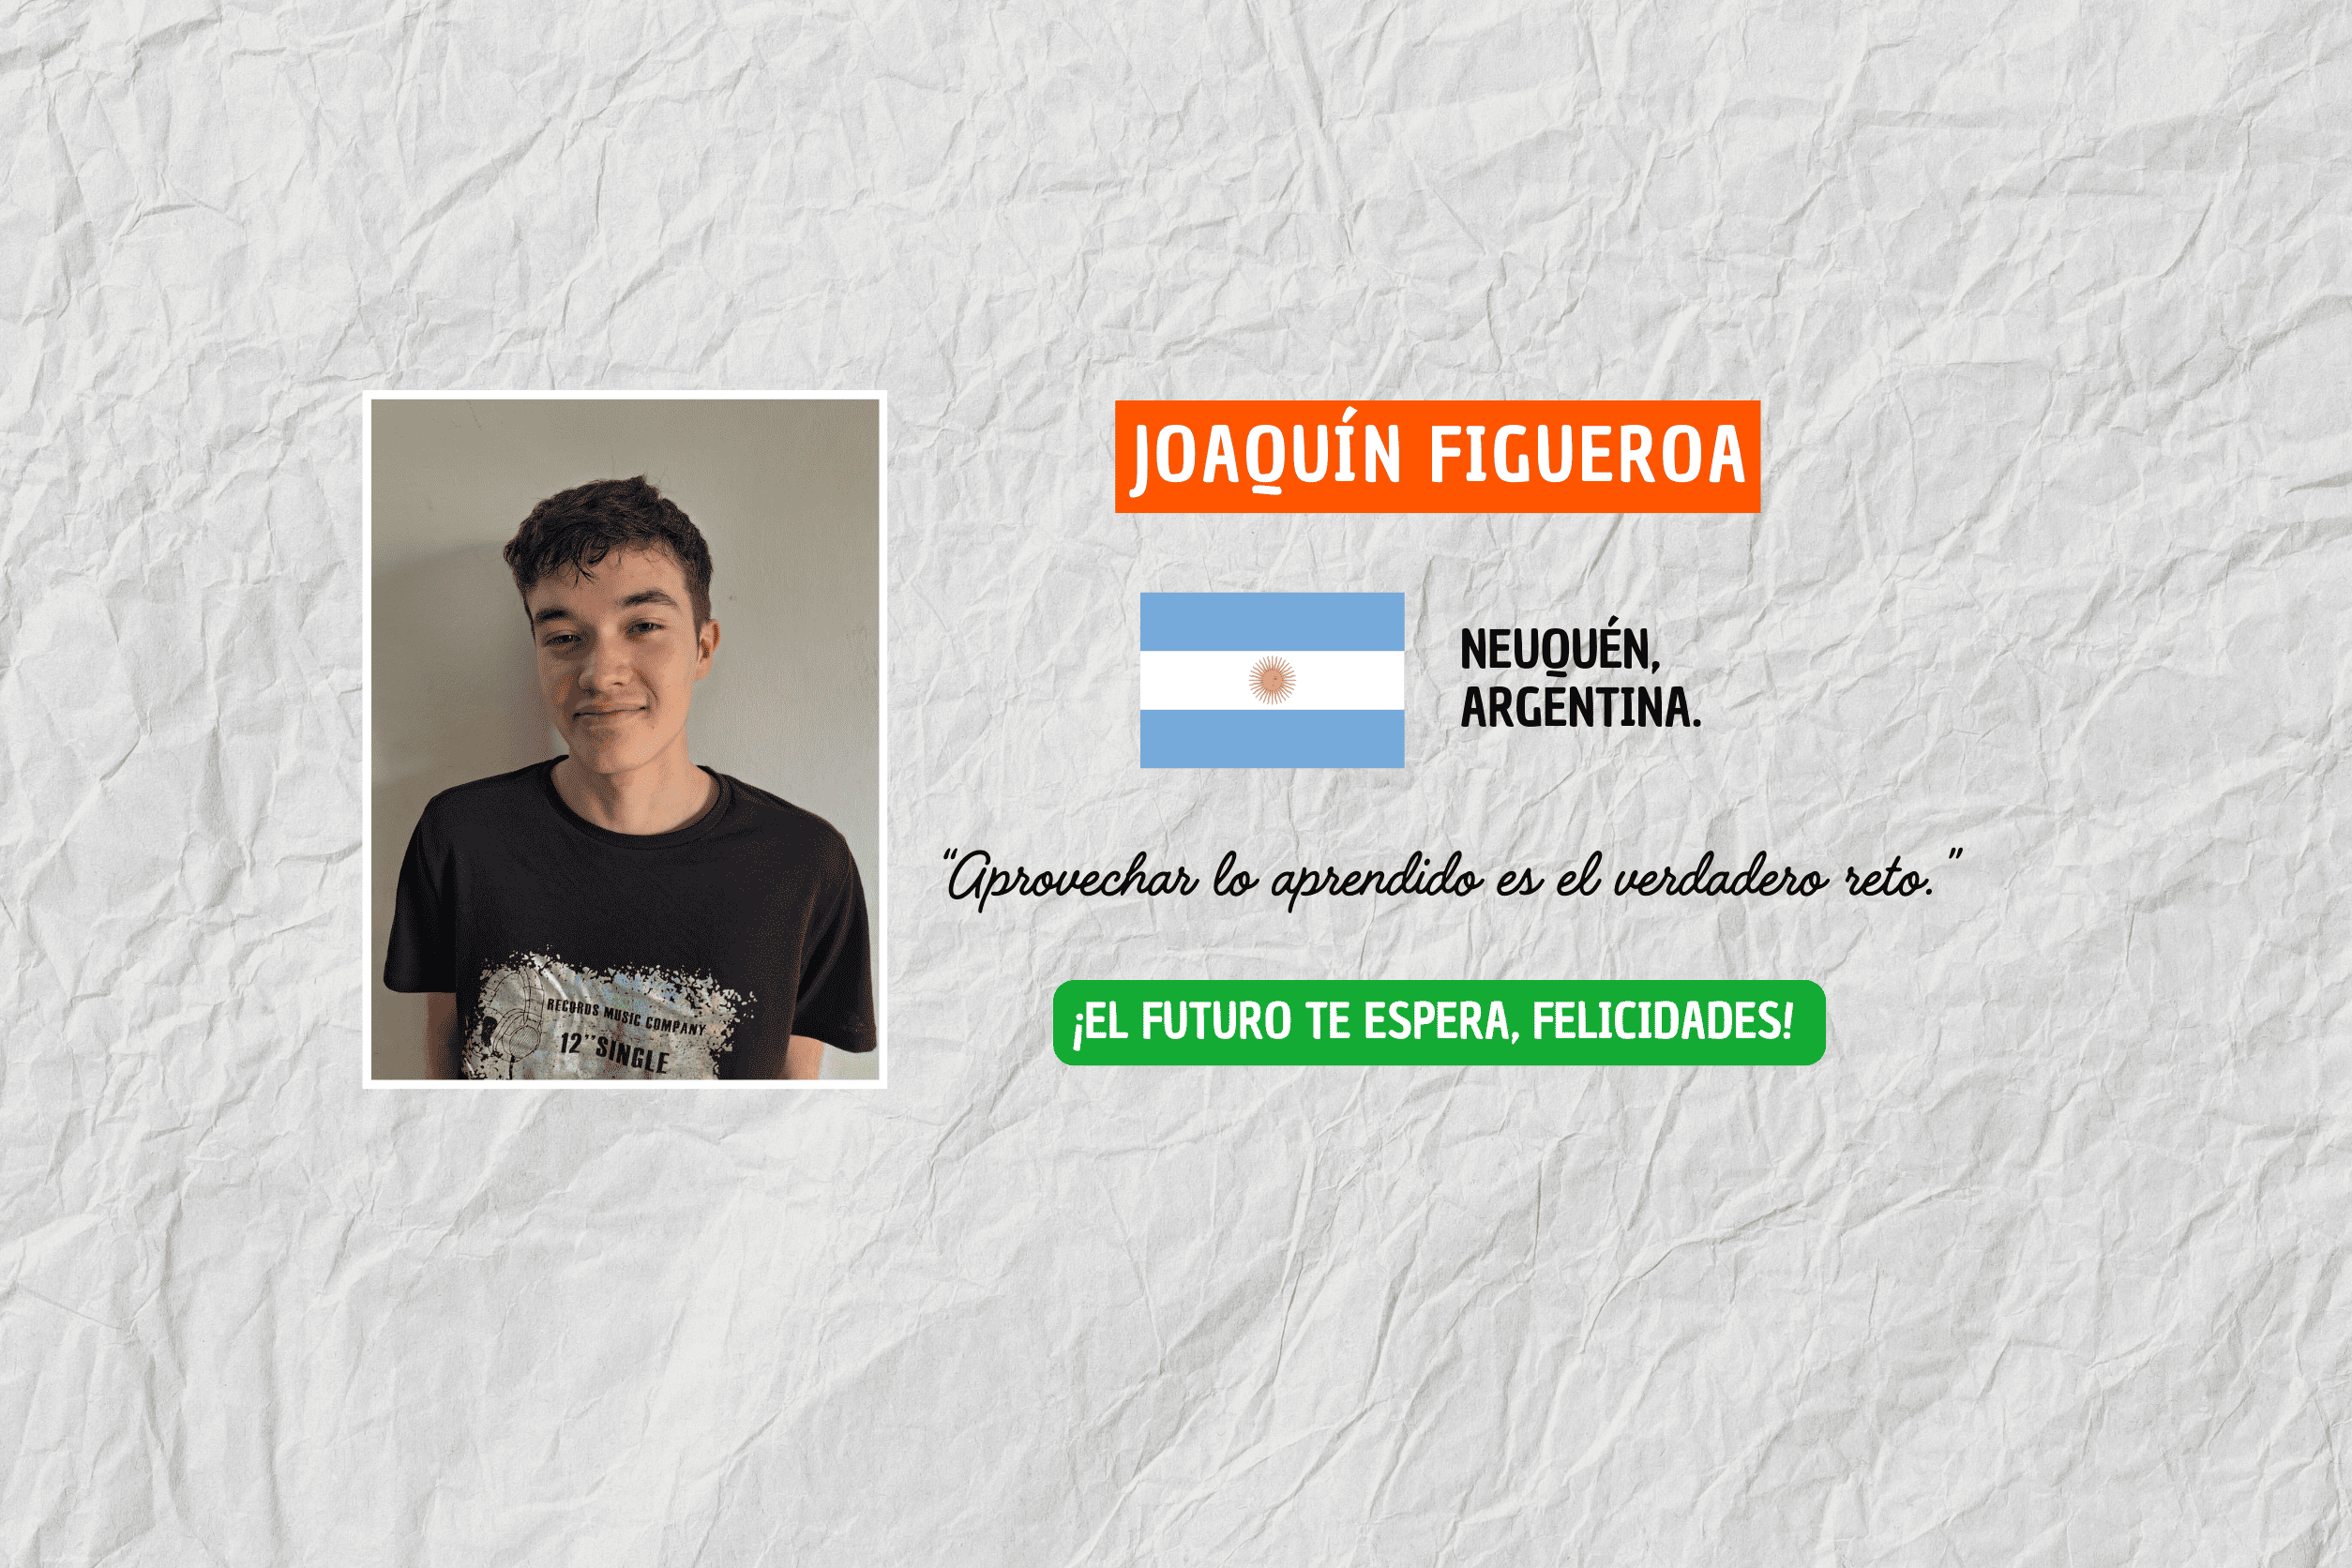 JOAQUÍN FIGUEROA
NEUQUÉN,
ARGENTINA.
“Aprovechar lo aprendido es el verdadero reto.”
¡EL FUTURO TE ESPERA, FELICIDADES!
RECORDS MUSIC COMPANY
12”SINGLE